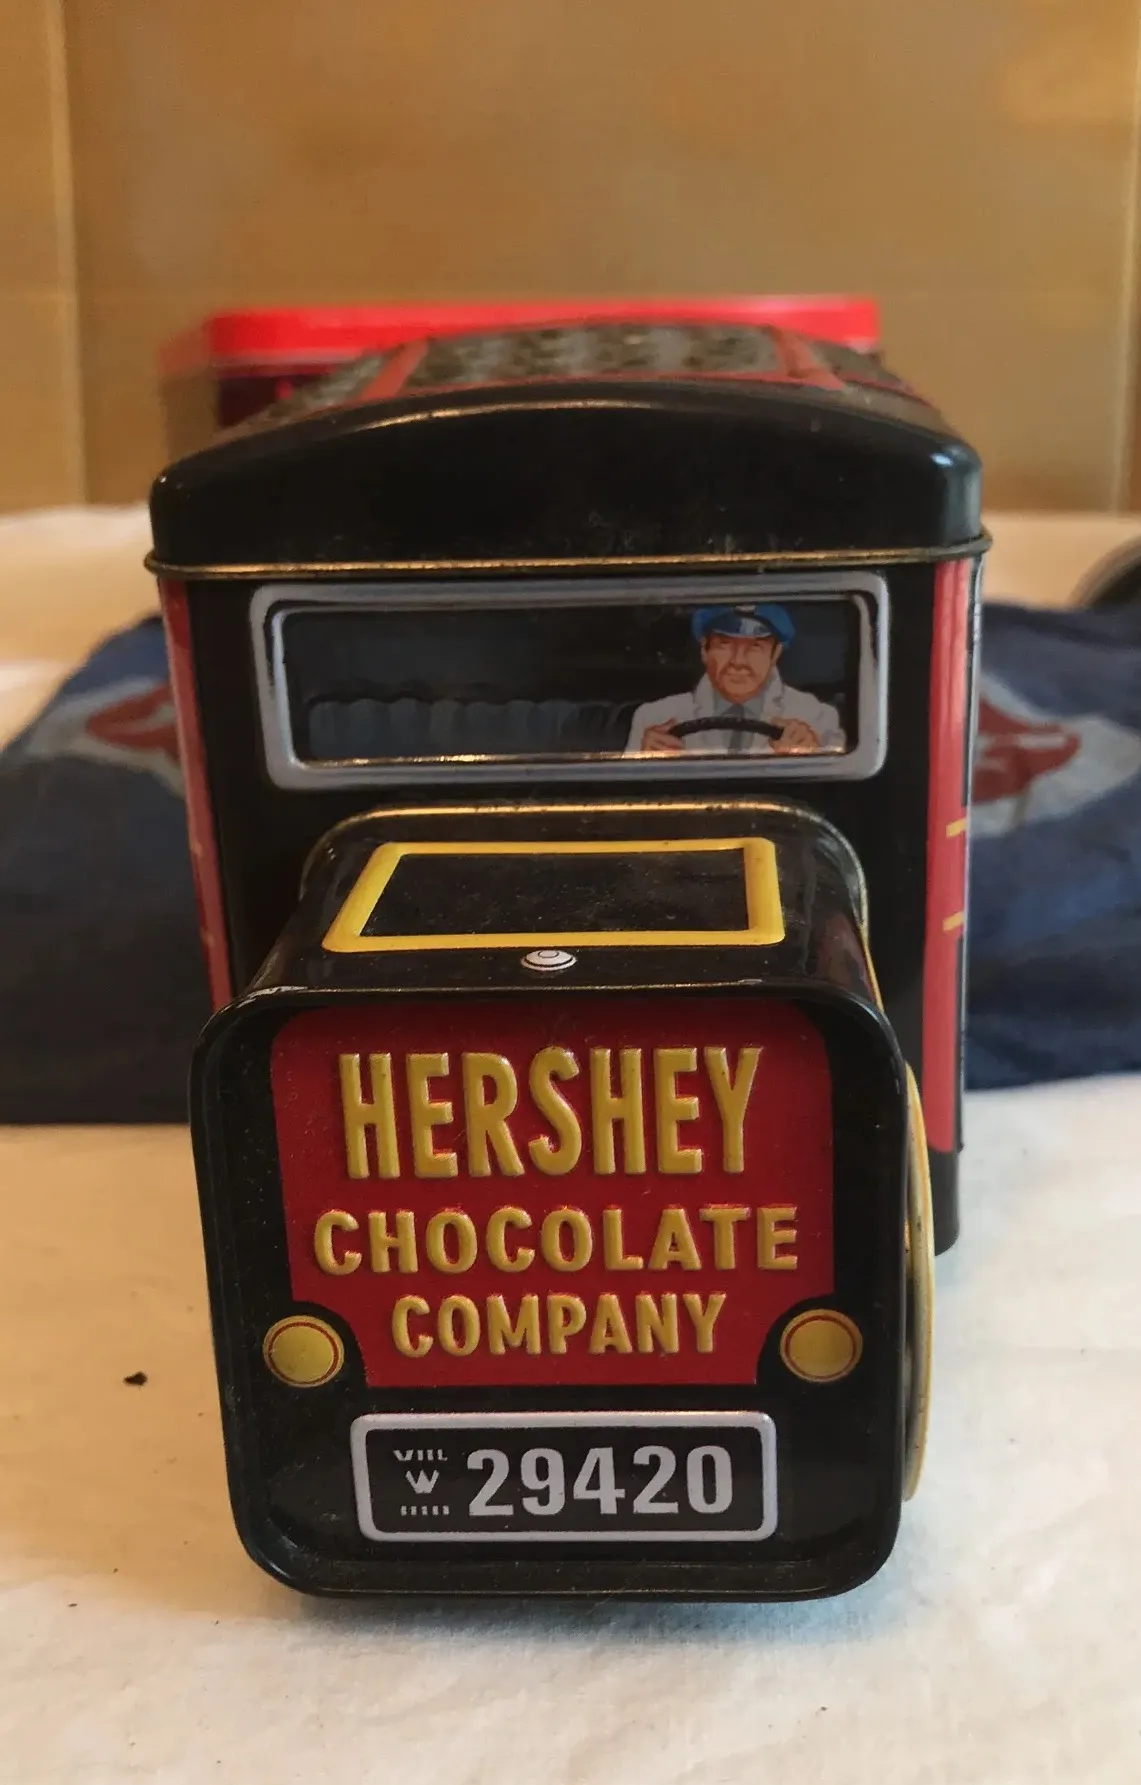 HERSHEY
CHOCOLATE
COMPANY
29420